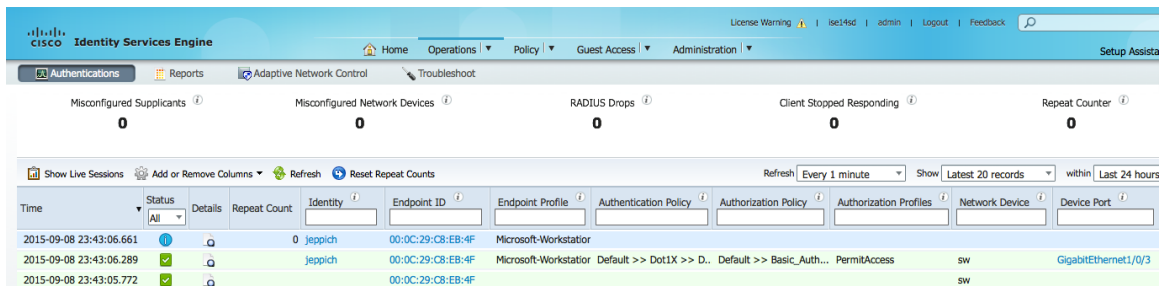 License Warning | ise14sd | admin | Logout | Feedback
CISCO Identity Services Engine
Home Operations Policy Guest Access Administration Setup Assista
Authentications Reports Adaptive Network Control Troubleshoot
Misconfigured Supplicants Misconfigured Network Devices RADIUS Drops Client Stopped Responding Repeat Counter
0 0 0 0 0
Show Live Sessions Add or Remove Columns Refresh Reset Repeat Counts Refresh Every 1 minute Show Latest 20 records within Last 24 hours
Time Status All Details Repeat Count Identity Endpoint ID Endpoint Profile Authentication Policy Authorization Policy Authorization Profiles Network Device Device Port
2015-09-08 23:43:06.661 0 jeppich 00:0C:29:C8:EB:4F Microsoft-Workstatior
2015-09-08 23:43:06.289 jeppich 00:0C:29:C8:EB:4F Microsoft-Workstatior Default >> Dot1X >> D.. Default >> Basic_Auth... PermitAccess sw GigabitEthernet1/0/3
2015-09-08 23:43:05.772 00:0C:29:C8:EB:4F sw